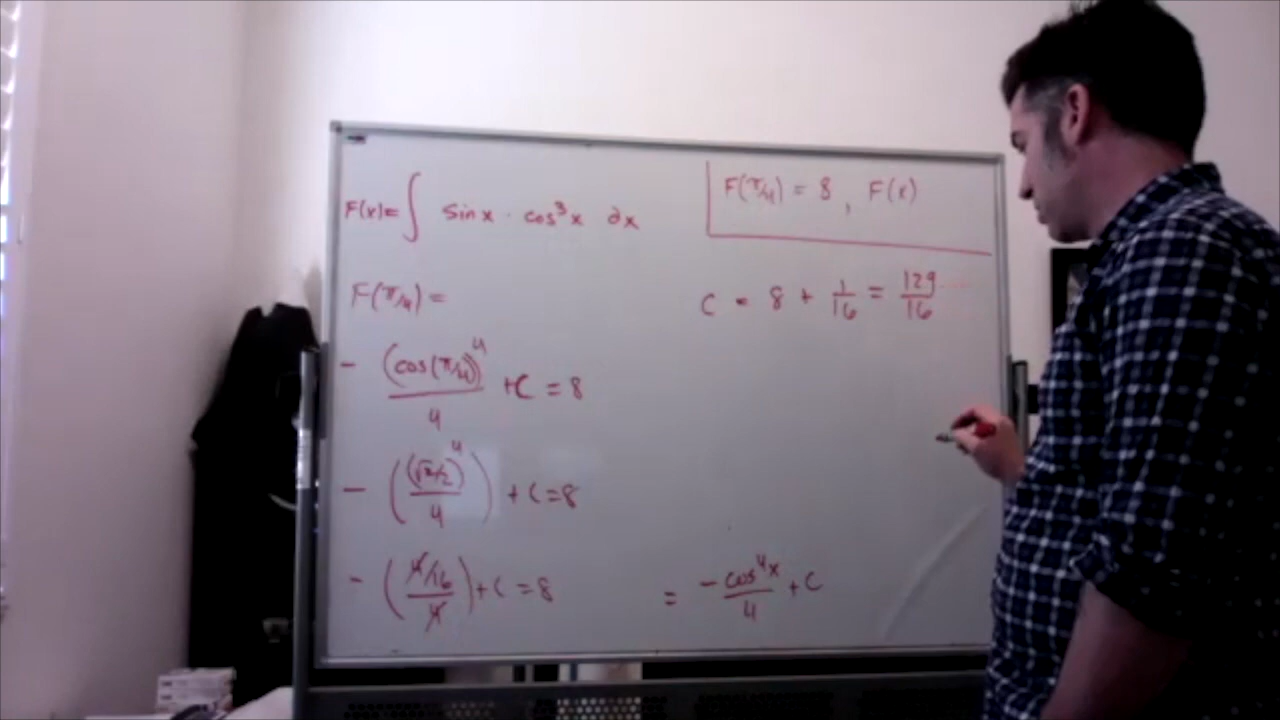 F(x)= ∫ sin x · cos³x ∂x
F(π/4) = 8 , F(x)
F(π/4) =
C = 8 + 1/16 = 129/16
- (cos(π/4))⁴/4 + C = 8
- ((√2/2)⁴/4) + C = 8
- ((4/16)/4) + C = 8
= -cos⁴x/4 + C